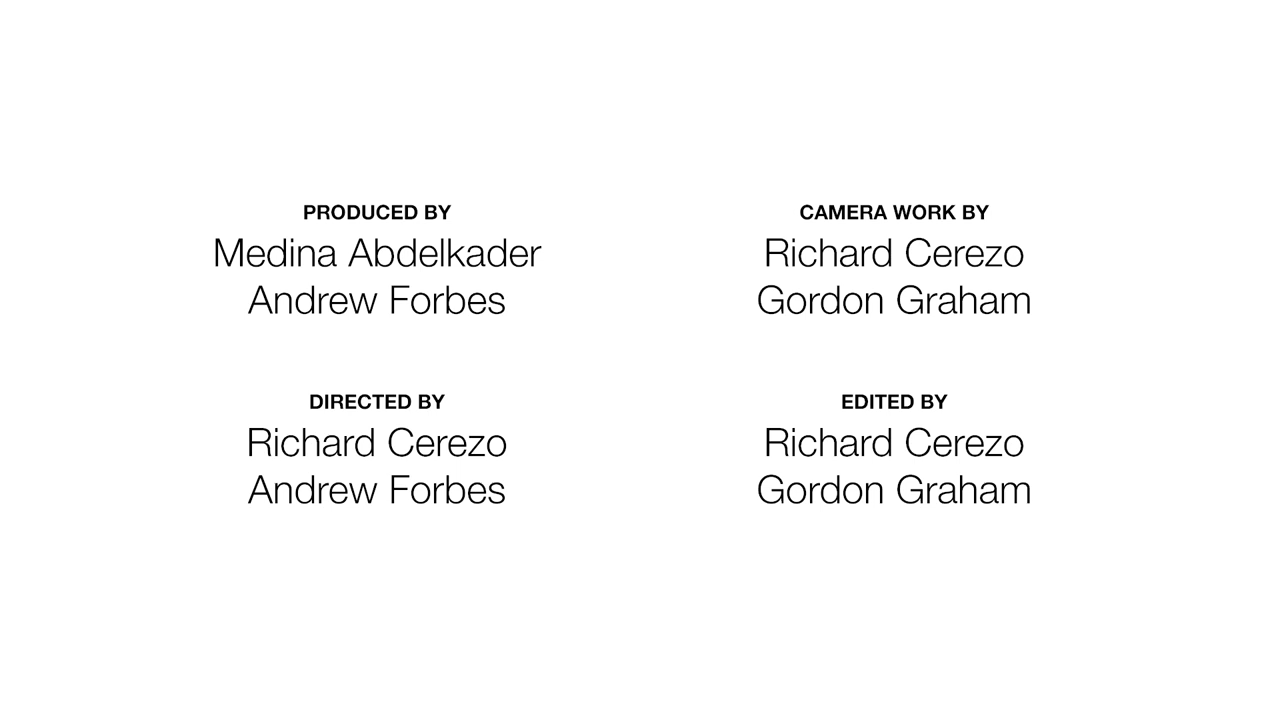 PRODUCED BY
Medina Abdelkader
Andrew Forbes
CAMERA WORK BY
Richard Cerezo
Gordon Graham
DIRECTED BY
Richard Cerezo
Andrew Forbes
EDITED BY
Richard Cerezo
Gordon Graham